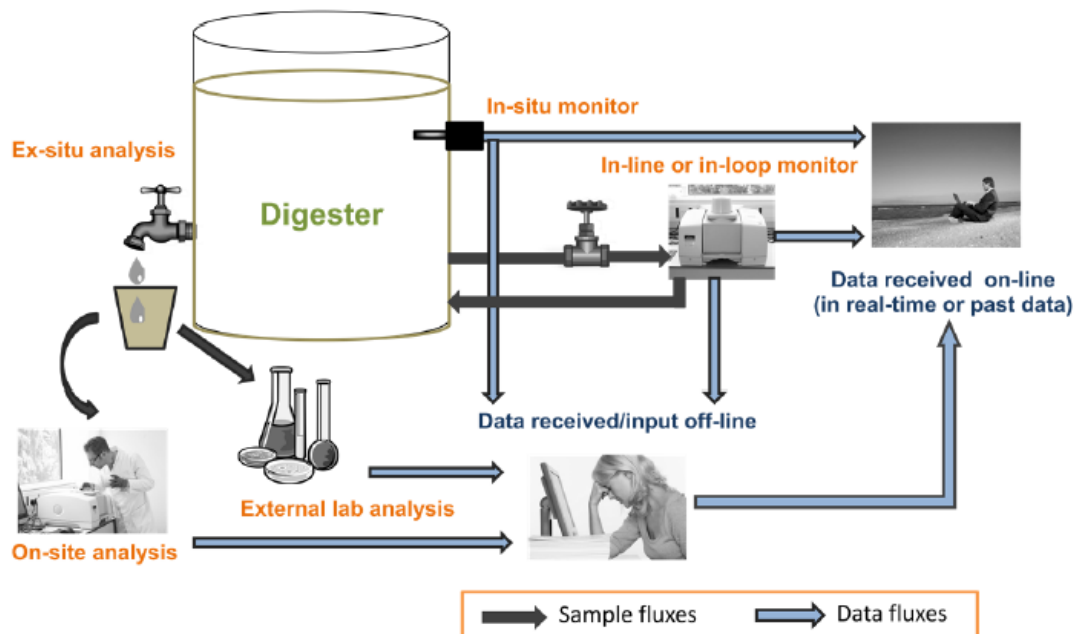 In-situ monitor
Ex-situ analysis
In-line or in-loop monitor
Digester
Data received on-line
(in real-time or past data)
Data received/input off-line
External lab analysis
On-site analysis
Sample fluxes
Data fluxes